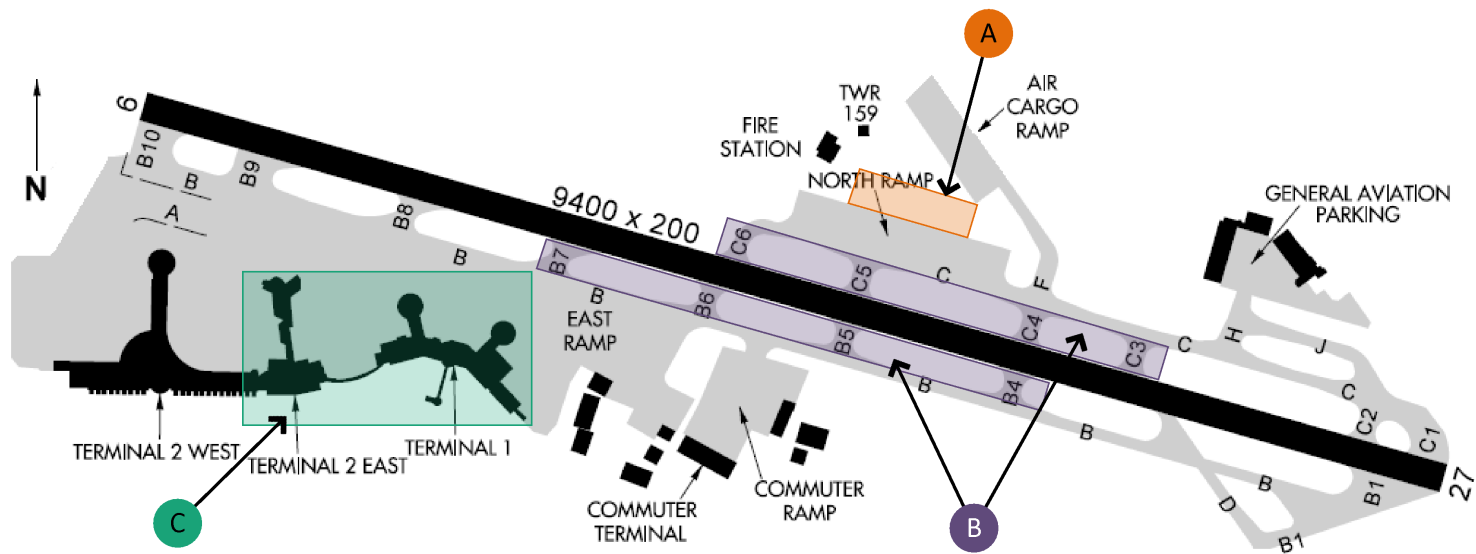 A
AIR
CARGO
RAMP
TWR
159
FIRE
STATION
NORTH RAMP
9
B10
B
B9
A
N
B8
B
9400 x 200
GENERAL AVIATION
PARKING
C6
C5
C
F
C4
C3
C
H
J
C
C2
C1
27
B7
B
B6
B5
B
B4
B
B
B1
D
B1
EAST
RAMP
TERMINAL 2 WEST
TERMINAL 2 EAST
TERMINAL 1
COMMUTER
TERMINAL
COMMUTER
RAMP
C
B